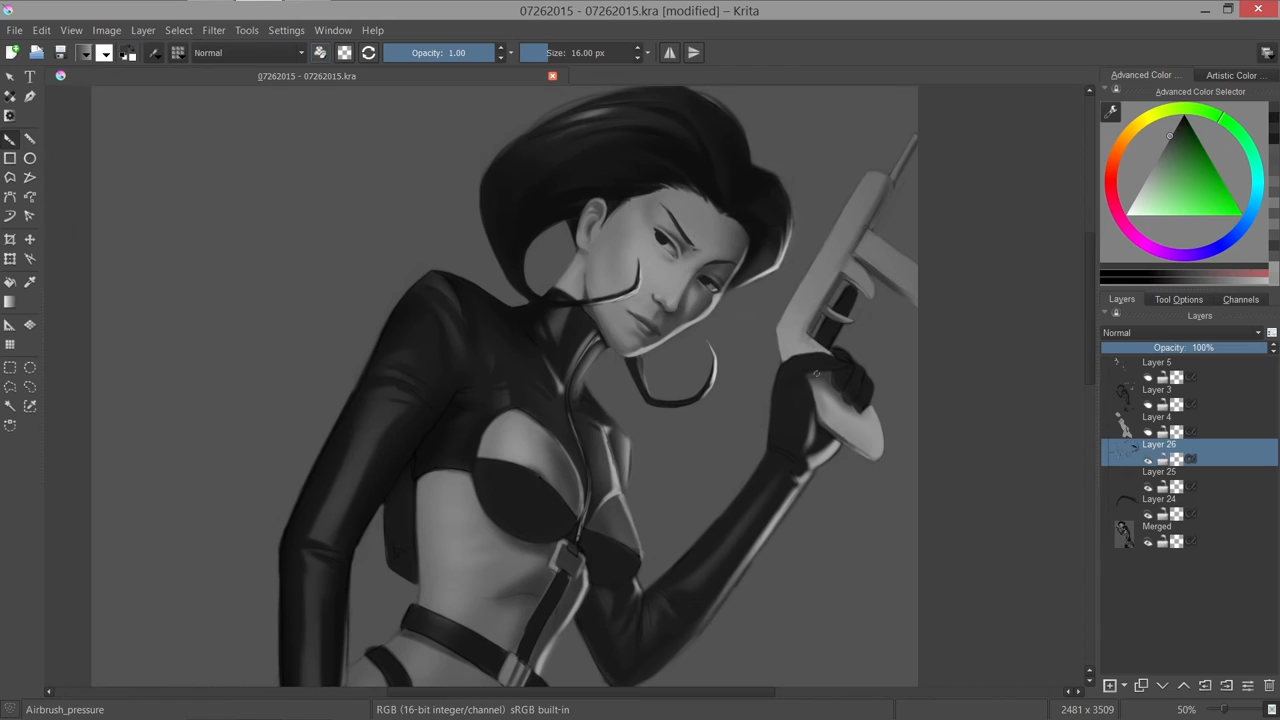 07262015 - 07262015.kra [modified] – Krita
File Edit View Image Layer Select Filter Tools Settings Window Help
Normal Opacity: 1.00 Size: 16.00 px
07262015 - 07262015.kra
Advanced Color ... Artistic Color ...
Advanced Color Selector
Layers Tool Options Channels
Layers
Normal
Opacity: 100%
Layer 5
Layer 3
Layer 4
Layer 26
Layer 25
Layer 24
Merged
Airbrush_pressure RGB (16-bit integer/channel) sRGB built-in 2481 x 3509 50%